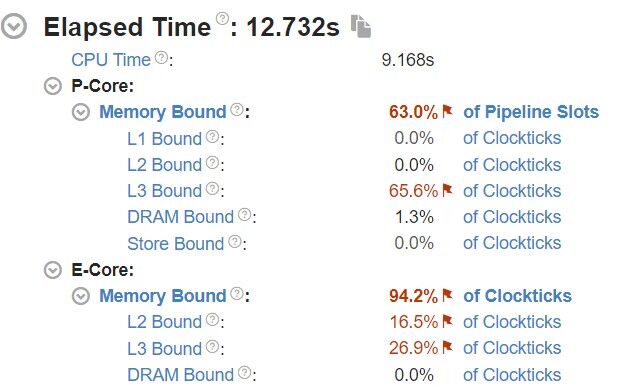 Elapsed Time ?: 12.732s
CPU Time ?: 9.168s
P-Core:
Memory Bound ?: 63.0% of Pipeline Slots
L1 Bound ?: 0.0% of Clockticks
L2 Bound ?: 0.0% of Clockticks
L3 Bound ?: 65.6% of Clockticks
DRAM Bound ?: 1.3% of Clockticks
Store Bound ?: 0.0% of Clockticks
E-Core:
Memory Bound ?: 94.2% of Clockticks
L2 Bound ?: 16.5% of Clockticks
L3 Bound ?: 26.9% of Clockticks
DRAM Bound ?: 0.0% of Clockticks